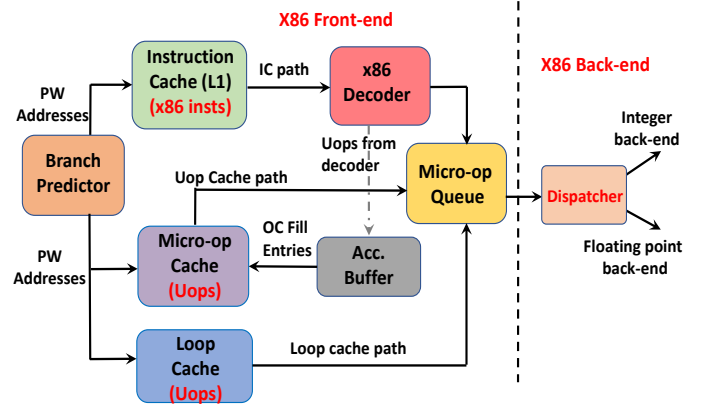 X86 Front-end
X86 Back-end
Instruction
Cache (L1)
(x86 insts)
IC path
x86
Decoder
PW
Addresses
Branch
Predictor
Uops from
decoder
Uop Cache path
Micro-op
Queue
Integer
back-end
Dispatcher
Floating point
back-end
PW
Addresses
Micro-op
Cache
(Uops)
OC Fill
Entries
Acc.
Buffer
Loop
Cache
(Uops)
Loop cache path